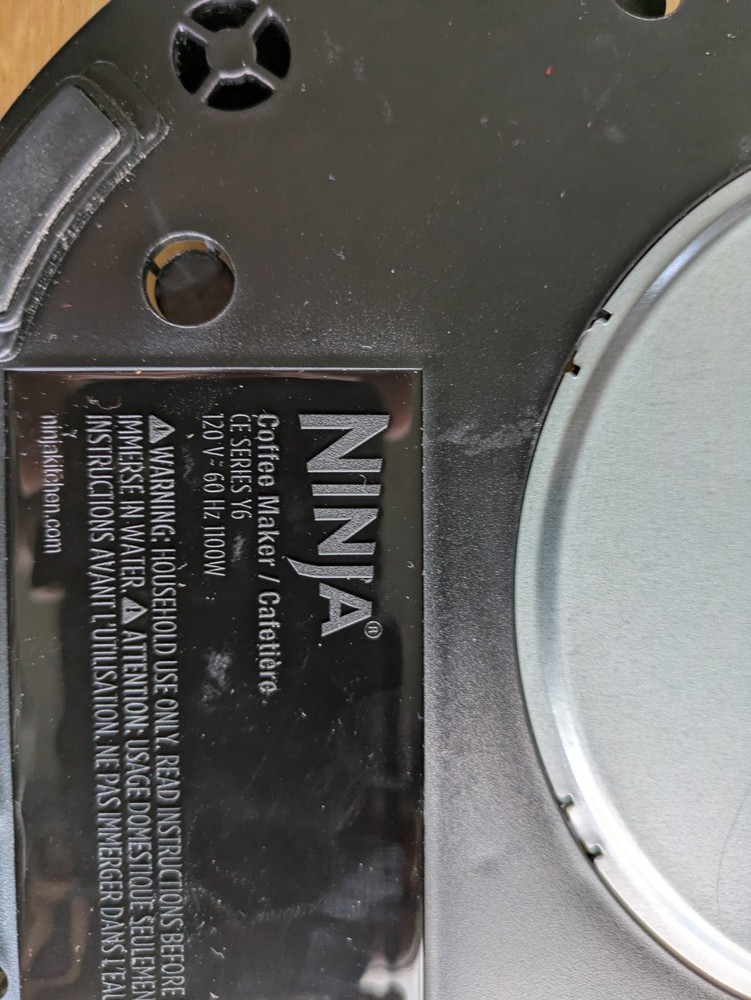 NINJA®
Coffee Maker / Cafetière
CE SERIES Y6
120 V ~ 60 Hz 1100W
⚠ WARNING: HOUSEHOLD USE ONLY. READ INSTRUCTIONS BEFORE
IMMERSE IN WATER. ⚠ ATTENTION: USAGE DOMESTIQUE SEULEMEN
INSTRUCTIONS AVANT L'UTILISATION. NE PAS IMMERGER DANS L'EAU
ninjakitchen.com